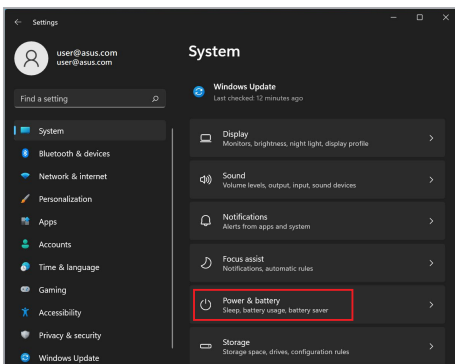 Settings
user@asus.com
user@asus.com
Find a setting
System
Bluetooth & devices
Network & internet
Personalization
Apps
Accounts
Time & language
Gaming
Accessibility
Privacy & security
Windows Update
System
Windows Update
Last checked: 12 minutes ago
Display
Monitors, brightness, night light, display profile
Sound
Volume levels, output, input, sound devices
Notifications
Alerts from apps and system
Focus assist
Notifications, automatic rules
Power & battery
Sleep, battery usage, battery saver
Storage
Storage space, drives, configuration rules